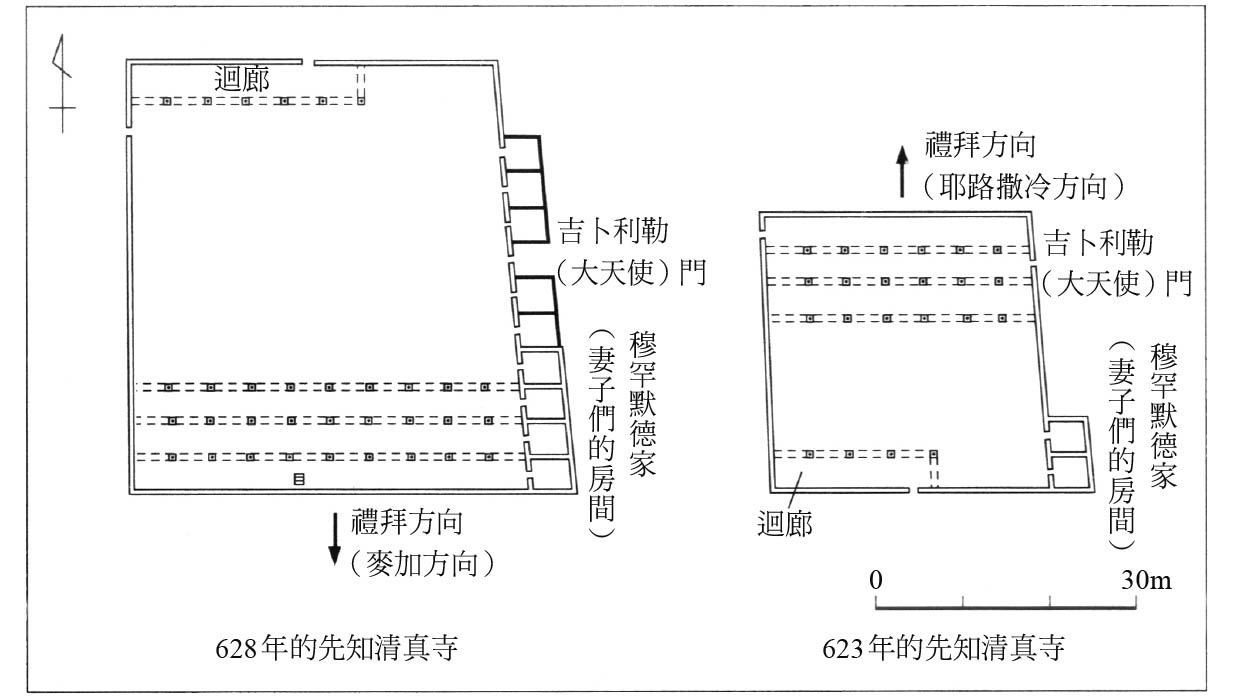 迴廊
吉卜利勒
（大天使）門
穆罕默德家
（妻子們的房間）
禮拜方向
（麥加方向）
628年的先知清真寺
禮拜方向
（耶路撒冷方向）
吉卜利勒
（大天使）門
穆罕默德家
（妻子們的房間）
迴廊
0 30m
623年的先知清真寺